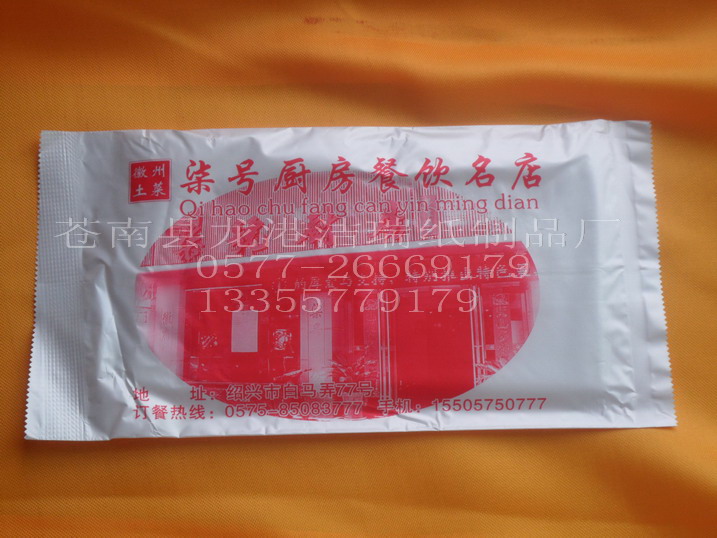 徽州
土菜
柒号厨房餐饮名店
Qi hao chu fang can yin ming dian
苍南县龙港浩瑞纸制品厂
0577-26669179
13355779179
地 址：绍兴市白马弄77号
订餐热线：0575-85083777 手机：15505750777